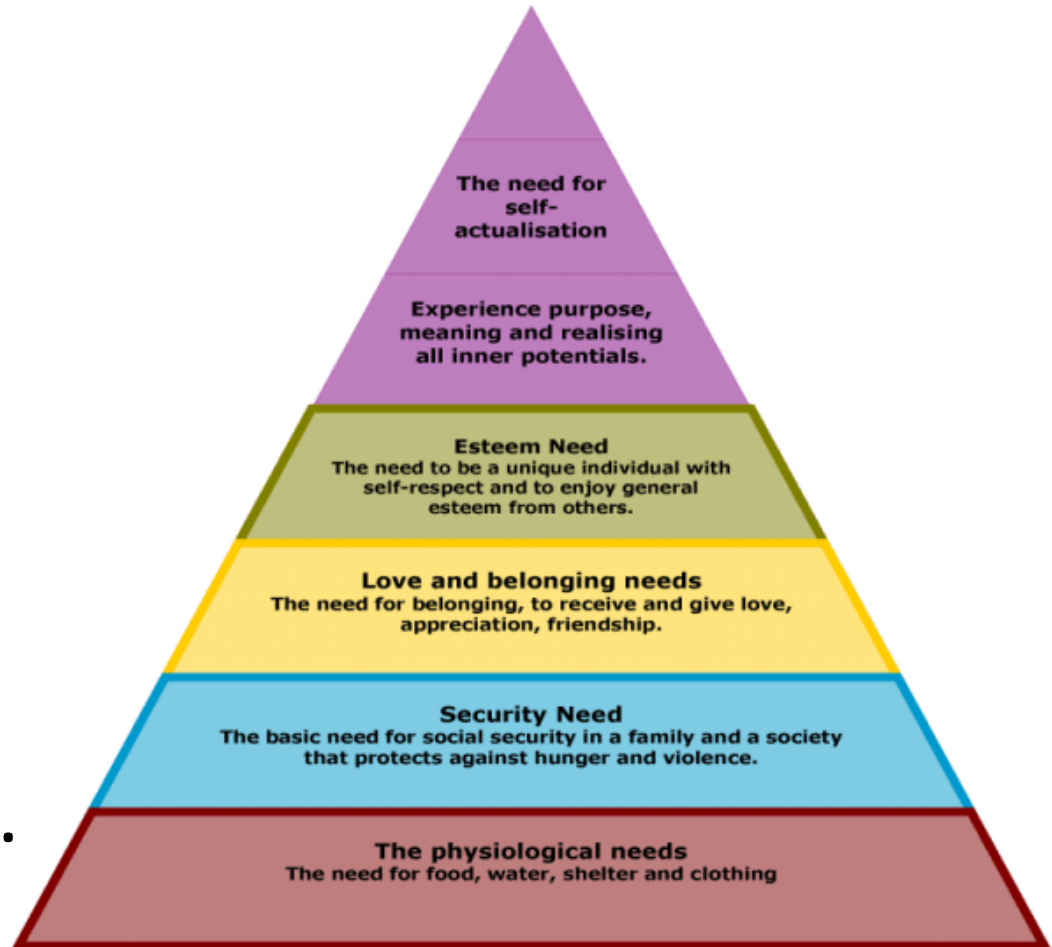 The need for
self-
actualisation
Experience purpose,
meaning and realising
all inner potentials.
Esteem Need
The need to be a unique individual with
self-respect and to enjoy general
esteem from others.
Love and belonging needs
The need for belonging, to receive and give love,
appreciation, friendship.
Security Need
The basic need for social security in a family and a society
that protects against hunger and violence.
The physiological needs
The need for food, water, shelter and clothing